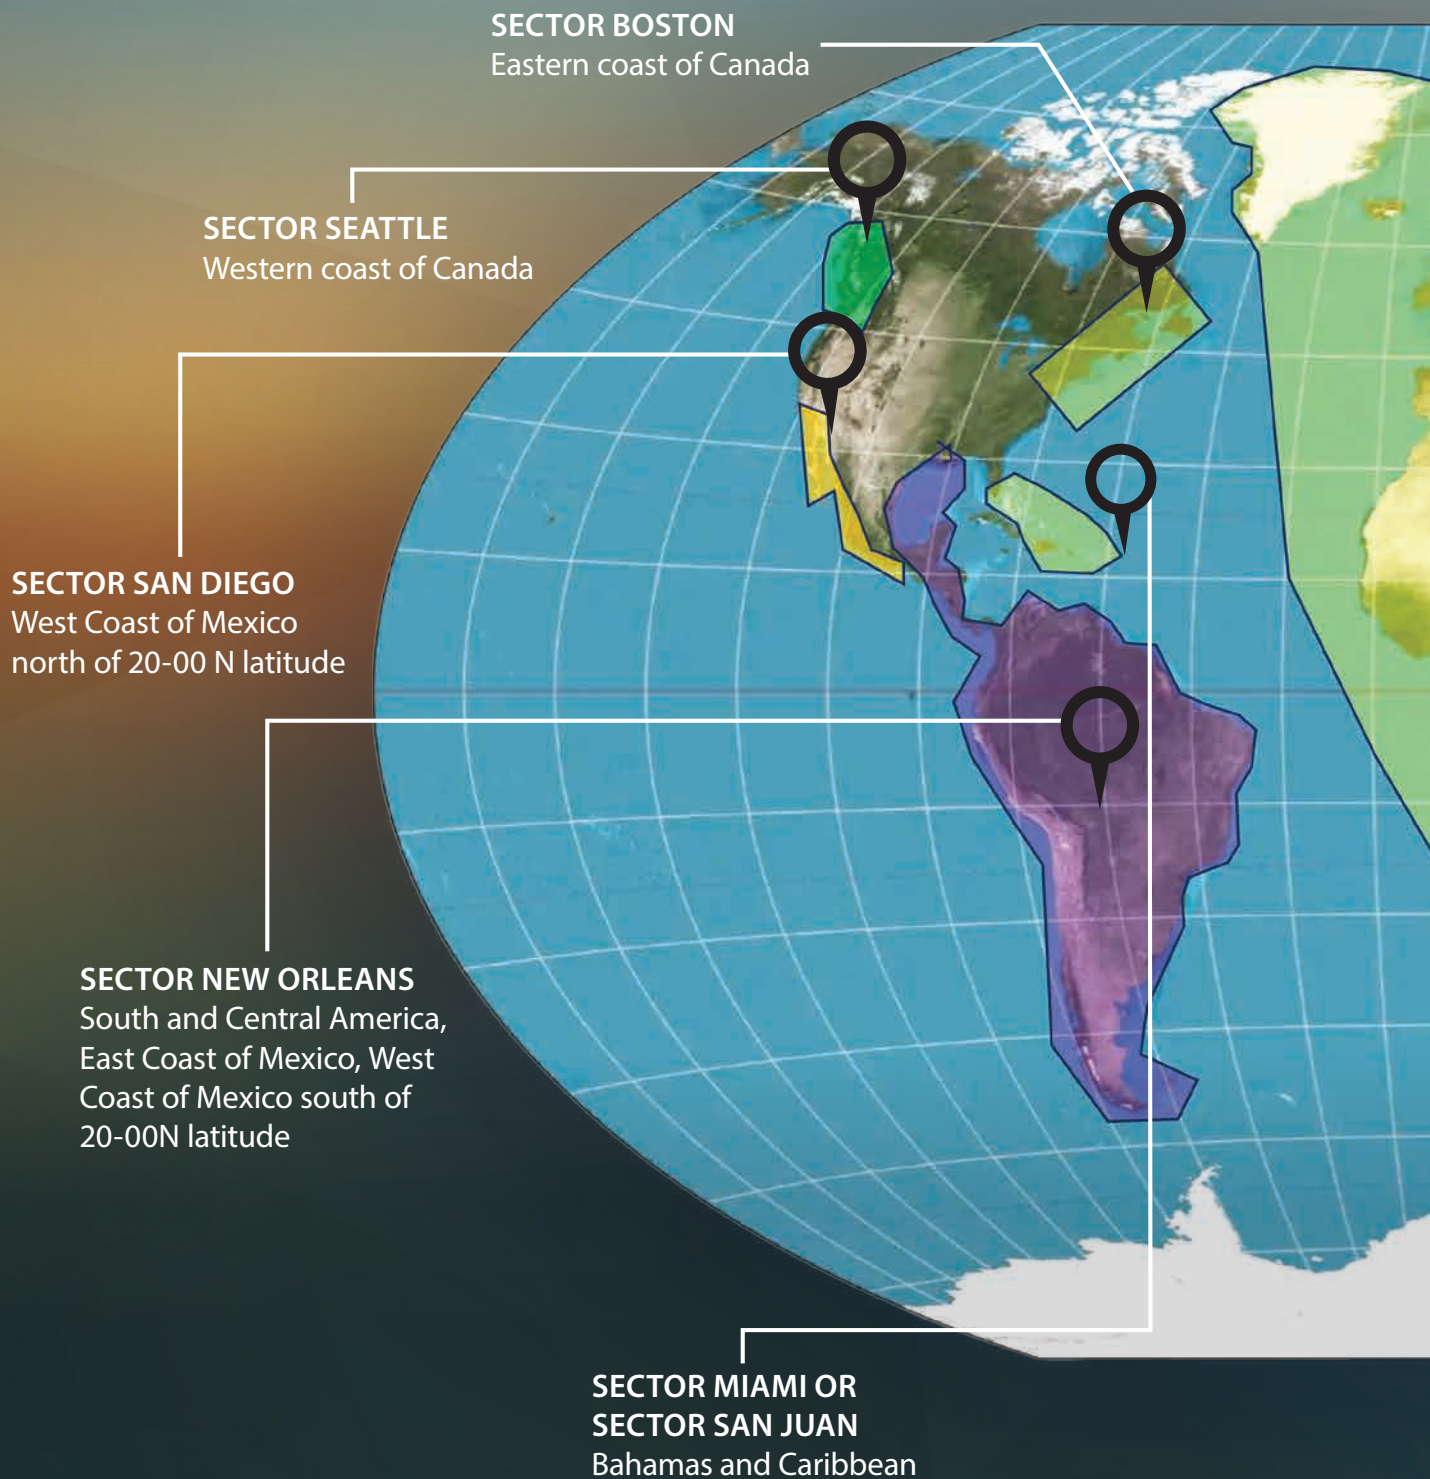 SECTOR BOSTON
Eastern coast of Canada
SECTOR SEATTLE
Western coast of Canada
SECTOR SAN DIEGO
West Coast of Mexico
north of 20-00 N latitude
SECTOR NEW ORLEANS
South and Central America,
East Coast of Mexico, West
Coast of Mexico south of
20-00N latitude
SECTOR MIAMI OR
SECTOR SAN JUAN
Bahamas and Caribbean